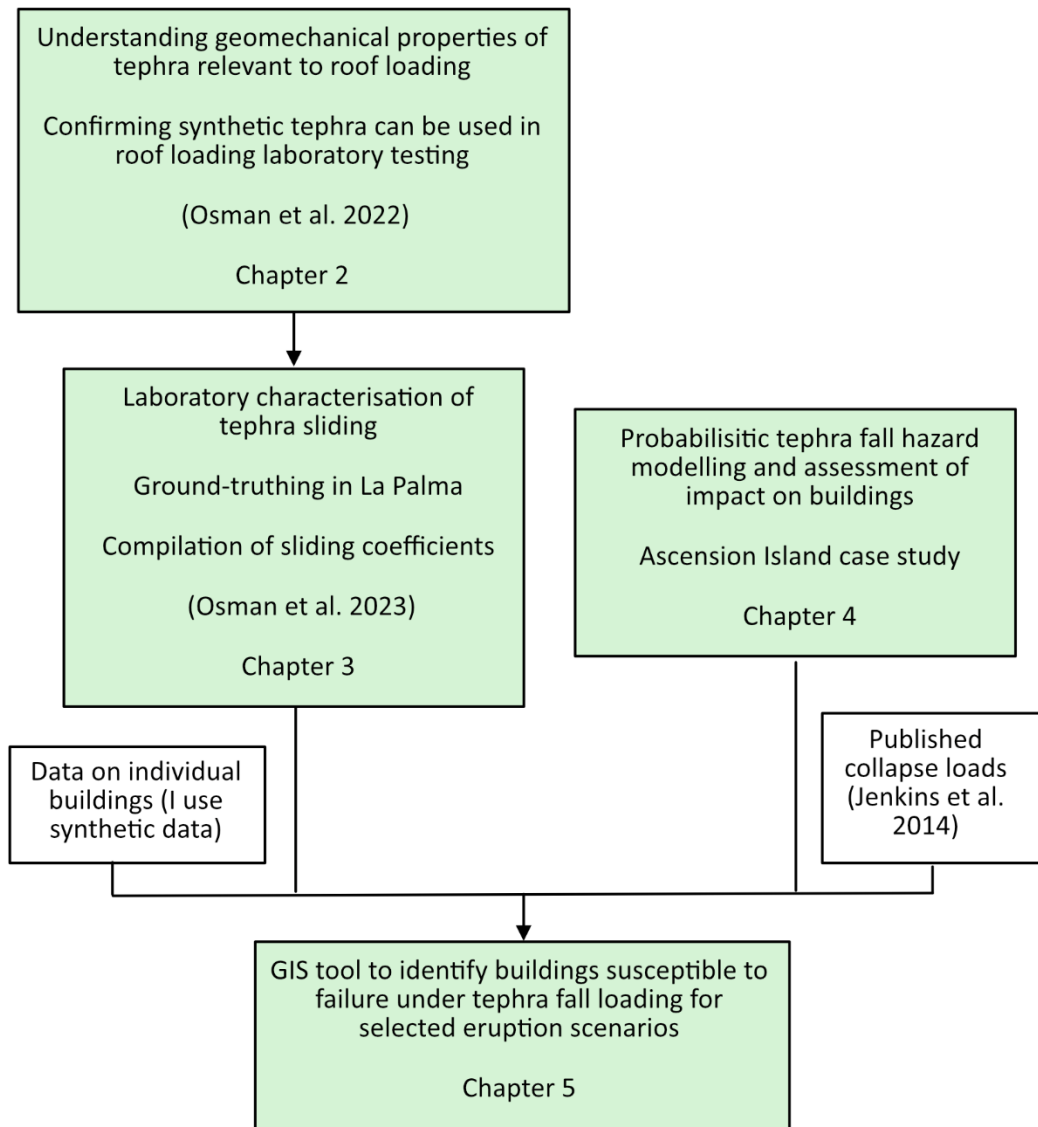 Understanding geomechanical properties of
tephra relevant to roof loading
Confirming synthetic tephra can be used in
roof loading laboratory testing
(Osman et al. 2022)
Chapter 2
Laboratory characterisation of
tephra sliding
Ground-truthing in La Palma
Compilation of sliding coefficients
(Osman et al. 2023)
Chapter 3
Probabilisitic tephra fall hazard
modelling and assessment of
impact on buildings
Ascension Island case study
Chapter 4
Data on individual
buildings (I use
synthetic data)
Published
collapse loads
(Jenkins et al.
2014)
GIS tool to identify buildings susceptible to
failure under tephra fall loading for
selected eruption scenarios
Chapter 5